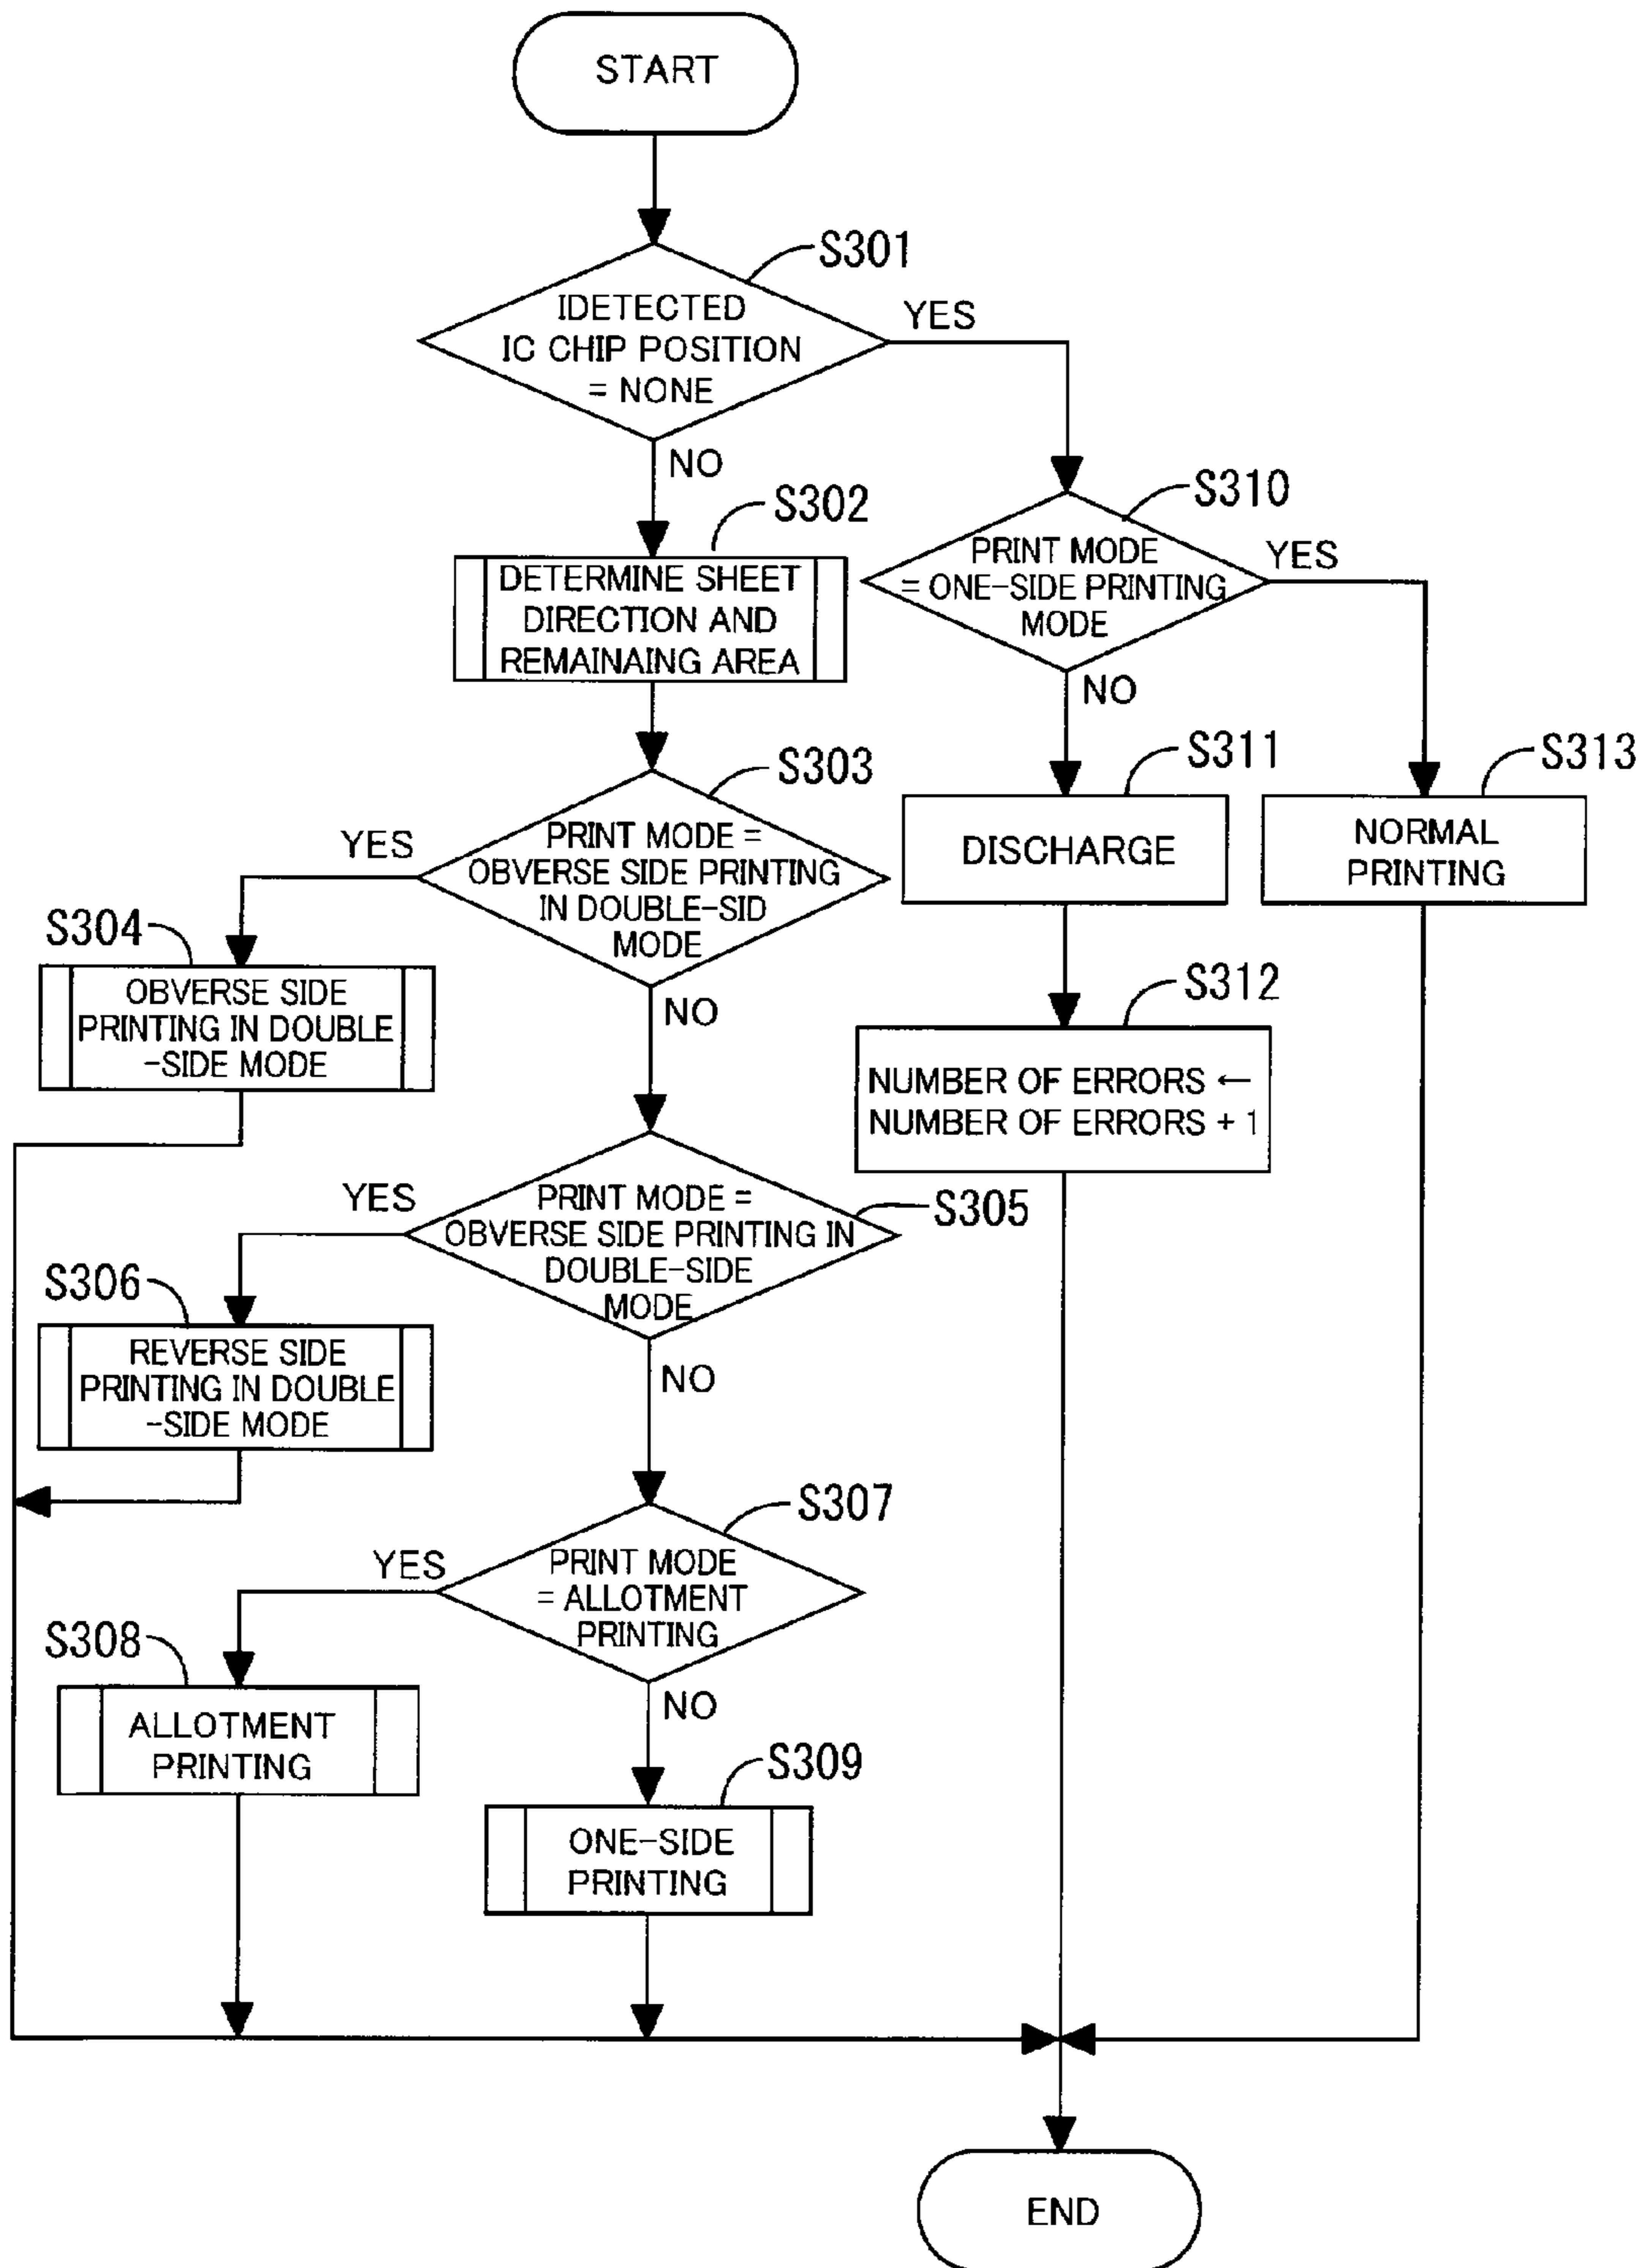 START
S301
IDETECTED
IC CHIP POSITION
= NONE
YES
NO
S302
DETERMINE SHEET
DIRECTION AND
REMAINAING AREA
S310
PRINT MODE
= ONE-SIDE PRINTING
MODE
YES
NO
S303
PRINT MODE =
OBVERSE SIDE PRINTING
IN DOUBLE-SID
MODE
YES
NO
S311
DISCHARGE
S313
NORMAL
PRINTING
S304
OBVERSE SIDE
PRINTING IN DOUBLE
-SIDE MODE
S312
NUMBER OF ERRORS ←
NUMBER OF ERRORS + 1
S305
PRINT MODE =
OBVERSE SIDE PRINTING IN
DOUBLE-SIDE
MODE
YES
NO
S306
REVERSE SIDE
PRINTING IN DOUBLE
-SIDE MODE
S307
PRINT MODE
= ALLOTMENT
PRINTING
YES
NO
S308
ALLOTMENT
PRINTING
S309
ONE-SIDE
PRINTING
END